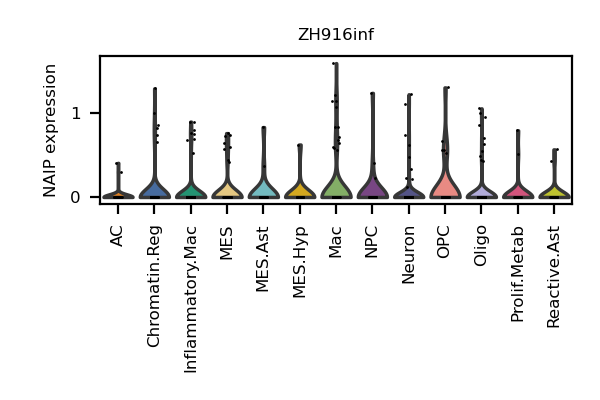 ZH916inf
NAIP expression
1
0
AC
Chromatin.Reg
Inflammatory.Mac
MES
MES.Ast
MES.Hyp
Mac
NPC
Neuron
OPC
Oligo
Prolif.Metab
Reactive.Ast